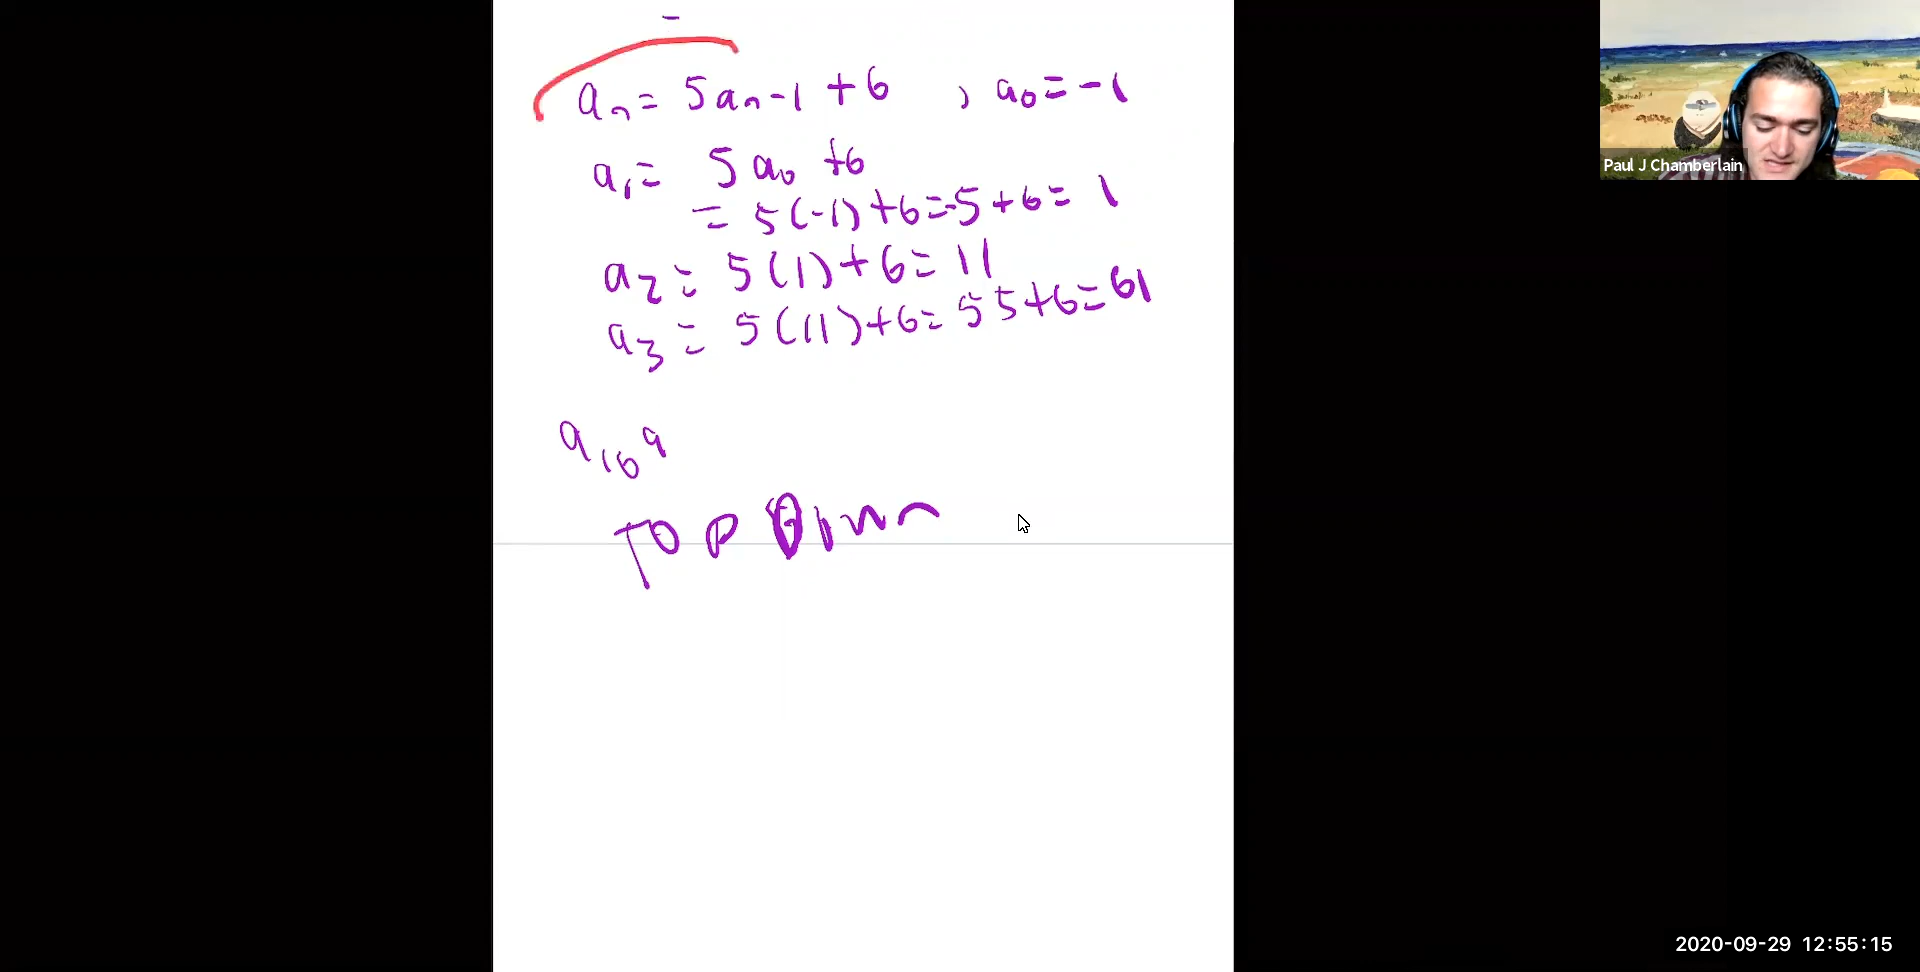 aₙ = 5aₙ-1 + 6 , a₀ = -1
a₁ = 5a₀ + 6
= 5(-1) + 6 = -5 + 6 = 1
a₂ = 5(1) + 6 = 11
a₃ = 5(11) + 6 = 55 + 6 = 61
TOP
Paul J Chamberlain
2020-09-29 12:55:15